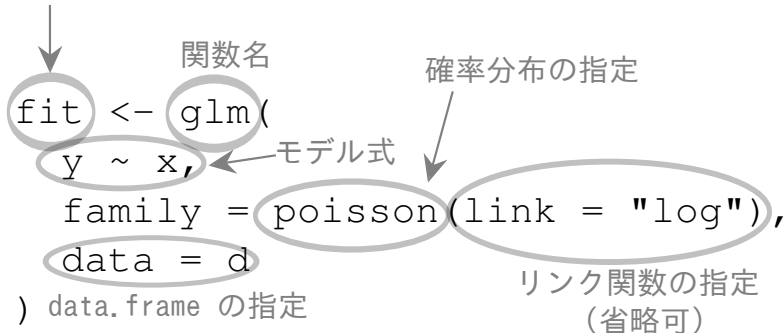 関数名
確率分布の指定
fit <- glm(
モデル式
y ~ x,
family = poisson(link = "log"),
data = d
リンク関数の指定
) data.frame の指定
（省略可）